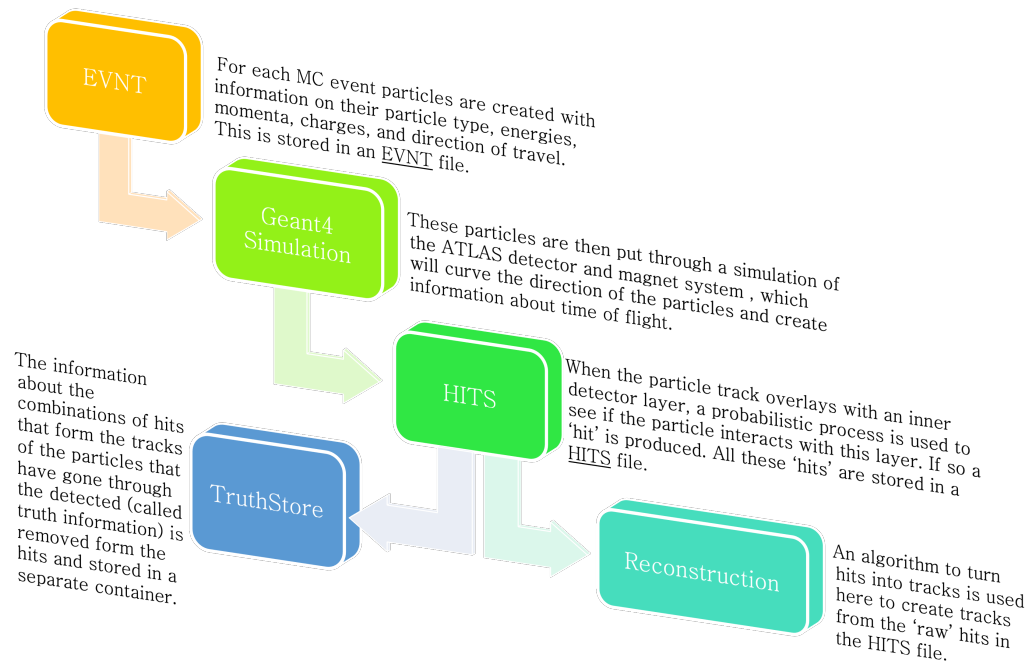 EVNT
For each MC event particles are created with
information on their particle type, energies,
momenta, charges, and direction of travel.
This is stored in an EVNT file.
Geant4
Simulation
These particles are then put through a simulation of
the ATLAS detector and magnet system , which
will curve the direction of the particles and create
information about time of flight.
HITS
When the particle track overlays with an inner
detector layer, a probabilistic process is used to
see if the particle interacts with this layer. If so a
‘hit’ is produced. All these ‘hits’ are stored in a
HITS file.
The information
about the
combinations of hits
that form the tracks
of the particles that
have gone through
the detected (called
truth information) is
removed form the
hits and stored in a
separate container.
TruthStore
Reconstruction
An algorithm to turn
hits into tracks is used
here to create tracks
from the ‘raw’ hits in
the HITS file.